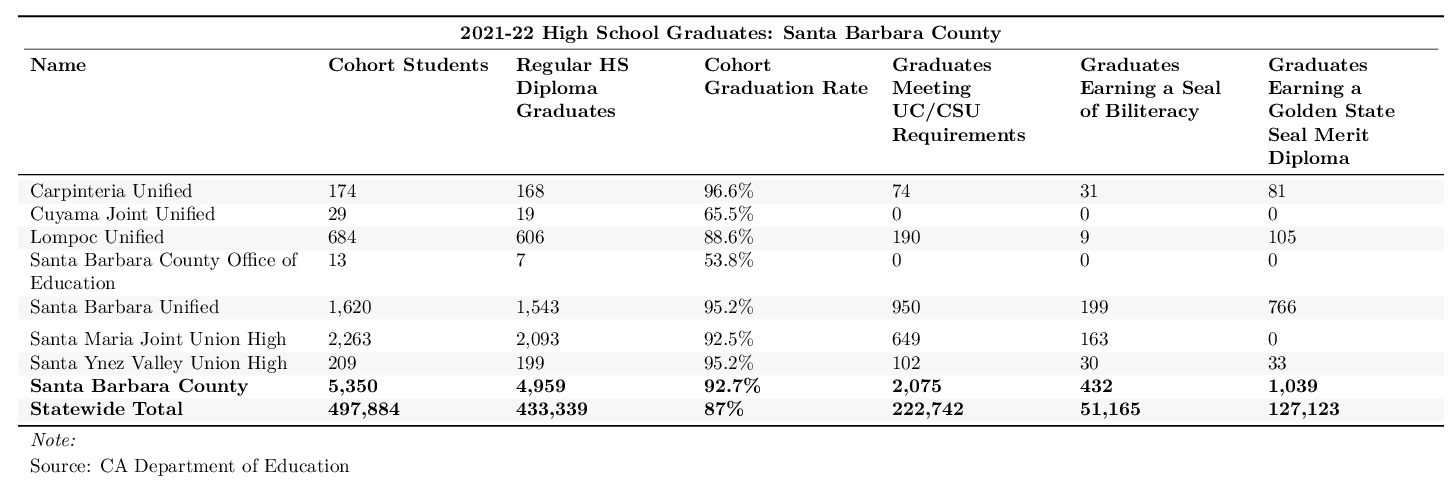 2021-22 High School Graduates: Santa Barbara County
Name Cohort Students Regular HS Diploma Graduates Cohort Graduation Rate Graduates Meeting UC/CSU Requirements Graduates Earning a Seal of Biliteracy Graduates Earning a Golden State Seal Merit Diploma
Carpinteria Unified 174 168 96.6% 74 31 81
Cuyama Joint Unified 29 19 65.5% 0 0 0
Lompoc Unified 684 606 88.6% 190 9 105
Santa Barbara County Office of Education 13 7 53.8% 0 0 0
Santa Barbara Unified 1,620 1,543 95.2% 950 199 766
Santa Maria Joint Union High 2,263 2,093 92.5% 649 163 0
Santa Ynez Valley Union High 209 199 95.2% 102 30 33
Santa Barbara County 5,350 4,959 92.7% 2,075 432 1,039
Statewide Total 497,884 433,339 87% 222,742 51,165 127,123
Note:
Source: CA Department of Education